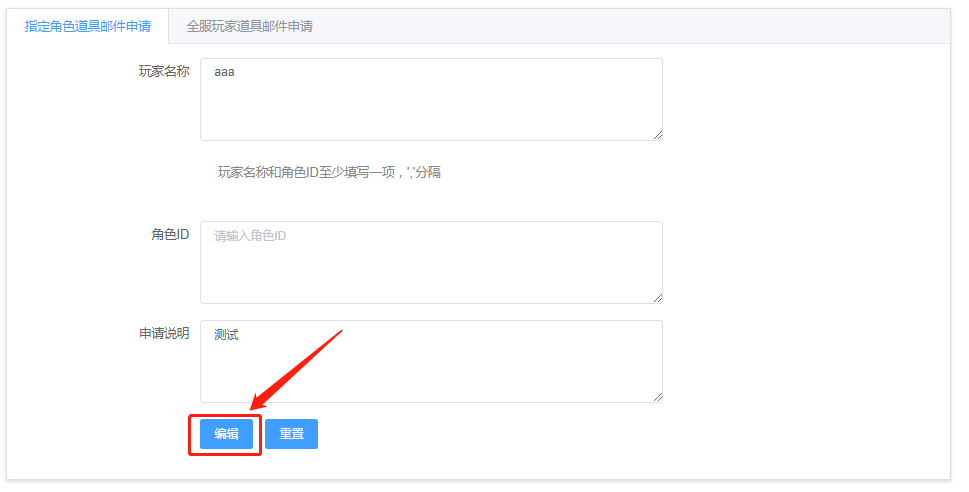 指定角色道具邮件申请 全服玩家道具邮件申请
玩家名称 aaa
玩家名称和角色ID至少填写一项，','分隔
角色ID 请输入角色ID
申请说明 测试
编辑 重置